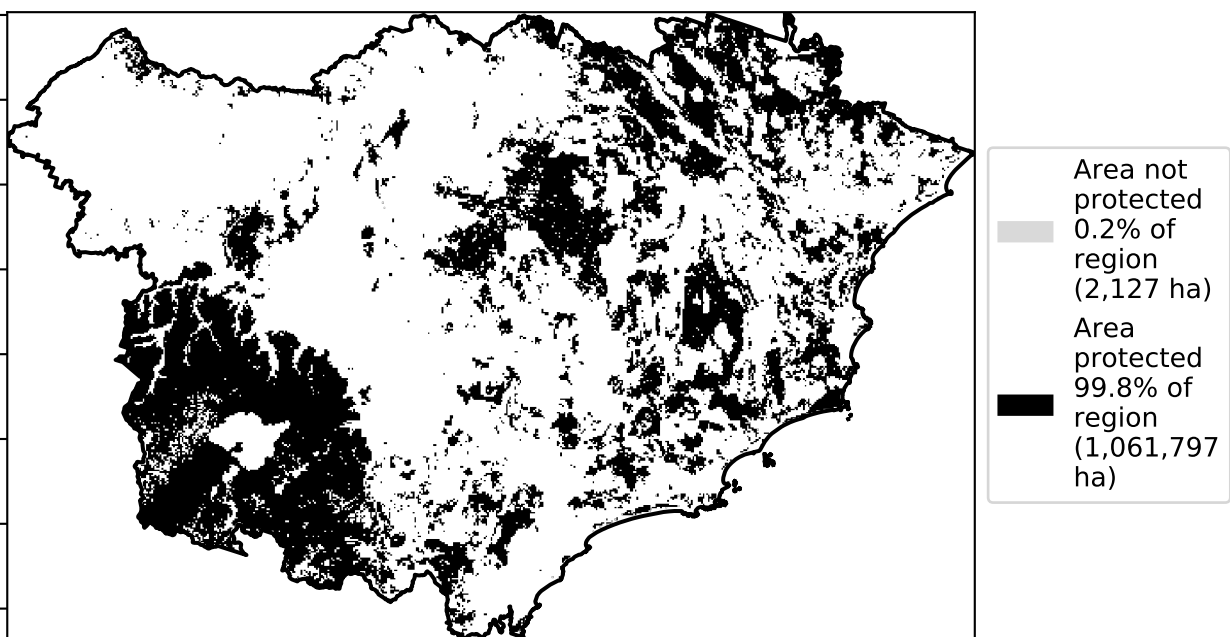 Area not
protected
0.2% of
region
(2,127 ha)
Area
protected
99.8% of
region
(1,061,797
ha)